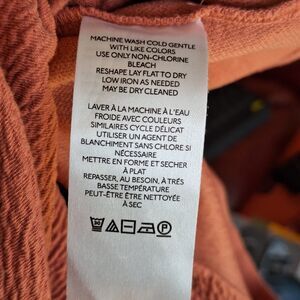 MACHINE WASH COLD GENTLE
WITH LIKE COLORS
USE ONLY NON-CHLORINE
BLEACH
RESHAPE LAY FLAT TO DRY
LOW IRON AS NEEDED
MAY BE DRY CLEANED
LAVER À LA MACHINE À L'EAU
FROIDE AVEC COULEURS
SIMILAIRES CYCLE DÉLICAT
UTILISER UN AGENT DE
BLANCHIMENT SANS CHLORE SI
NÉCESSAIRE
METTRE EN FORME ET SECHER
À PLAT
REPASSER, AU BESOIN, À TRÉS
BASSE TEMPÉRATURE
PEUT-ÊTRE ÊTRE NETTOYÉE
À SEC
P